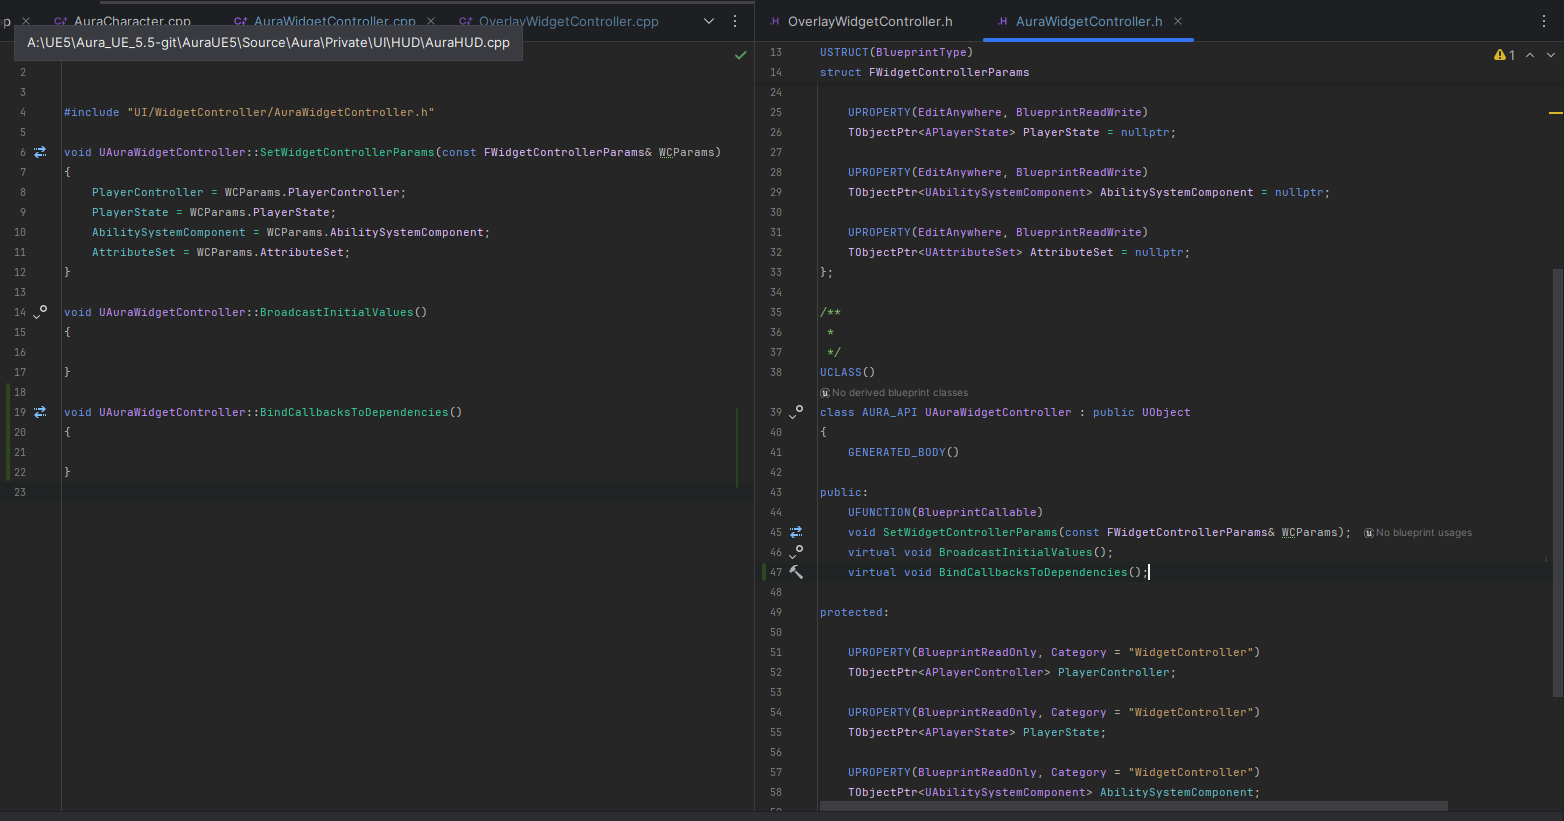 pp
AuraCharacter.cpp
AuraWidgetController.cpp
OverlayWidgetController.cpp
A:\UE5\Aura_UE_5.5-git\AuraUE5\Source\Aura\Private\UI\HUD\AuraHUD.cpp
2
3
4 #include "UI/WidgetController/AuraWidgetController.h"
5
6 void UAuraWidgetController::SetWidgetControllerParams(const FWidgetControllerParams& WCParams)
7 {
8 PlayerController = WCParams.PlayerController;
9 PlayerState = WCParams.PlayerState;
10 AbilitySystemComponent = WCParams.AbilitySystemComponent;
11 AttributeSet = WCParams.AttributeSet;
12 }
13
14 void UAuraWidgetController::BroadcastInitialValues()
15 {
16
17 }
18
19 void UAuraWidgetController::BindCallbacksToDependencies()
20 {
21
22 }
23
.H OverlayWidgetController.h
.H AuraWidgetController.h
1
13 USTRUCT(BlueprintType)
14 struct FWidgetControllerParams
24
25 UPROPERTY(EditAnywhere, BlueprintReadWrite)
26 TObjectPtr<APlayerState> PlayerState = nullptr;
27
28 UPROPERTY(EditAnywhere, BlueprintReadWrite)
29 TObjectPtr<UAbilitySystemComponent> AbilitySystemComponent = nullptr;
30
31 UPROPERTY(EditAnywhere, BlueprintReadWrite)
32 TObjectPtr<UAttributeSet> AttributeSet = nullptr;
33 };
34
35 /**
36 *
37 */
38 UCLASS()
No derived blueprint classes
39 class AURA_API UAuraWidgetController : public UObject
40 {
41 GENERATED_BODY()
42
43 public:
44 UFUNCTION(BlueprintCallable)
45 void SetWidgetControllerParams(const FWidgetControllerParams& WCParams); No blueprint usages
46 virtual void BroadcastInitialValues();
47 virtual void BindCallbacksToDependencies();
48
49 protected:
50
51 UPROPERTY(BlueprintReadOnly, Category = "WidgetController")
52 TObjectPtr<APlayerController> PlayerController;
53
54 UPROPERTY(BlueprintReadOnly, Category = "WidgetController")
55 TObjectPtr<APlayerState> PlayerState;
56
57 UPROPERTY(BlueprintReadOnly, Category = "WidgetController")
58 TObjectPtr<UAbilitySystemComponent> AbilitySystemComponent;